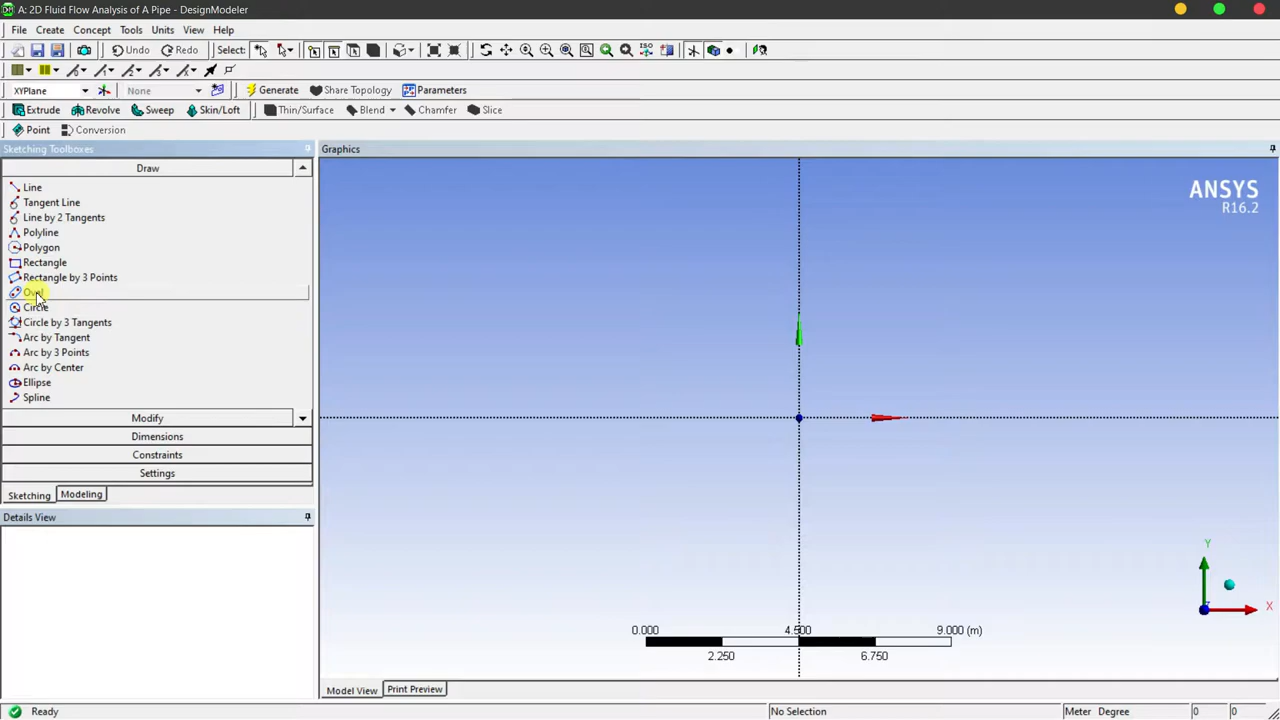 A: 2D Fluid Flow Analysis of A Pipe - DesignModeler
File Create Concept Tools Units View Help
Undo Redo Select:
XYPlane None Generate Share Topology Parameters
Extrude Revolve Sweep Skin/Loft Thin/Surface Blend Chamfer Slice
Point Conversion
Sketching Toolboxes
Draw
Line
Tangent Line
Line by 2 Tangents
Polyline
Polygon
Rectangle
Rectangle by 3 Points
Oval
Circle
Circle by 3 Tangents
Arc by Tangent
Arc by 3 Points
Arc by Center
Ellipse
Spline
Modify
Dimensions
Constraints
Settings
Sketching Modeling
Details View
Graphics
ANSYS
R16.2
Y
X
0.000 4.500 9.000 (m)
2.250 6.750
Model View Print Preview
Ready No Selection Meter Degree 0 0